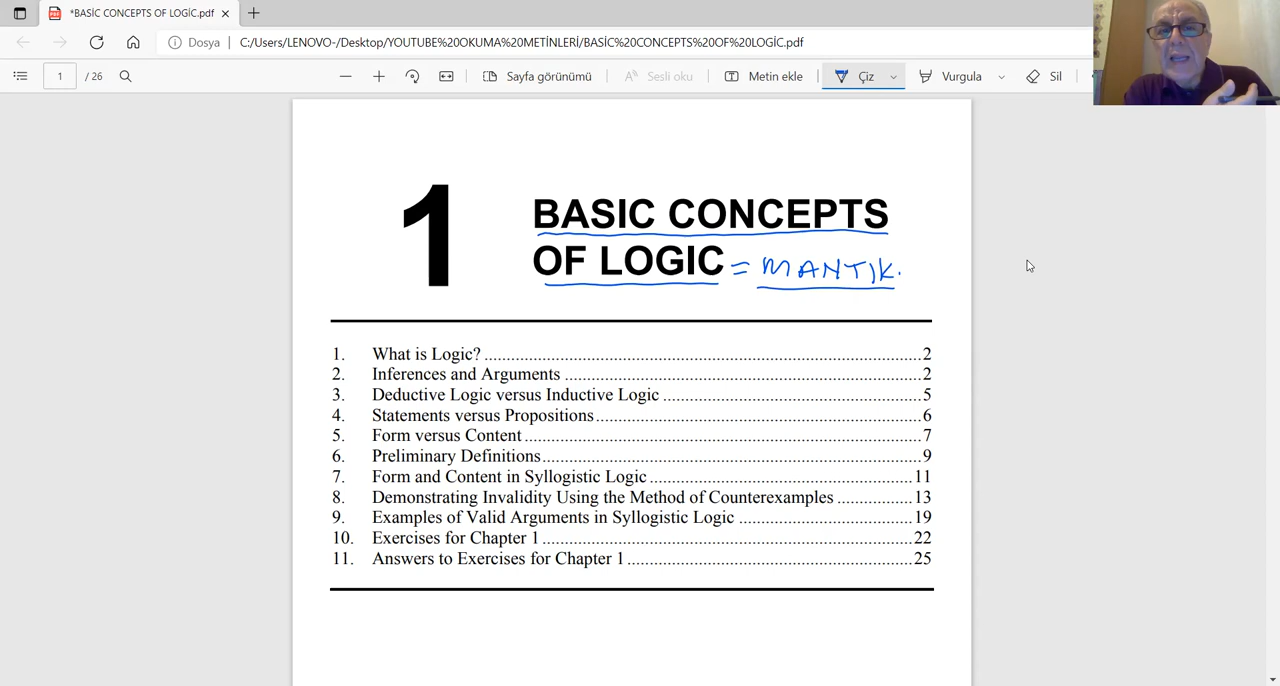 *BASİC CONCEPTS OF LOGİC.pdf
Dosya C:/Users/LENOVO-/Desktop/YOUTUBE%20OKUMA%20METİNLERİ/BASİC%20CONCEPTS%20OF%20LOGİC.pdf
1 / 26 Sayfa görünümü Sesli oku Metin ekle Çiz Vurgula Sil
1 BASIC CONCEPTS
OF LOGIC = MANTIK.
1. What is Logic? ........................................................................................................2
2. Inferences and Arguments ......................................................................................2
3. Deductive Logic versus Inductive Logic ................................................................5
4. Statements versus Propositions...............................................................................6
5. Form versus Content ..............................................................................................7
6. Preliminary Definitions...........................................................................................9
7. Form and Content in Syllogistic Logic .................................................................11
8. Demonstrating Invalidity Using the Method of Counterexamples .......................13
9. Examples of Valid Arguments in Syllogistic Logic .............................................19
10. Exercises for Chapter 1 .........................................................................................22
11. Answers to Exercises for Chapter 1 ......................................................................25